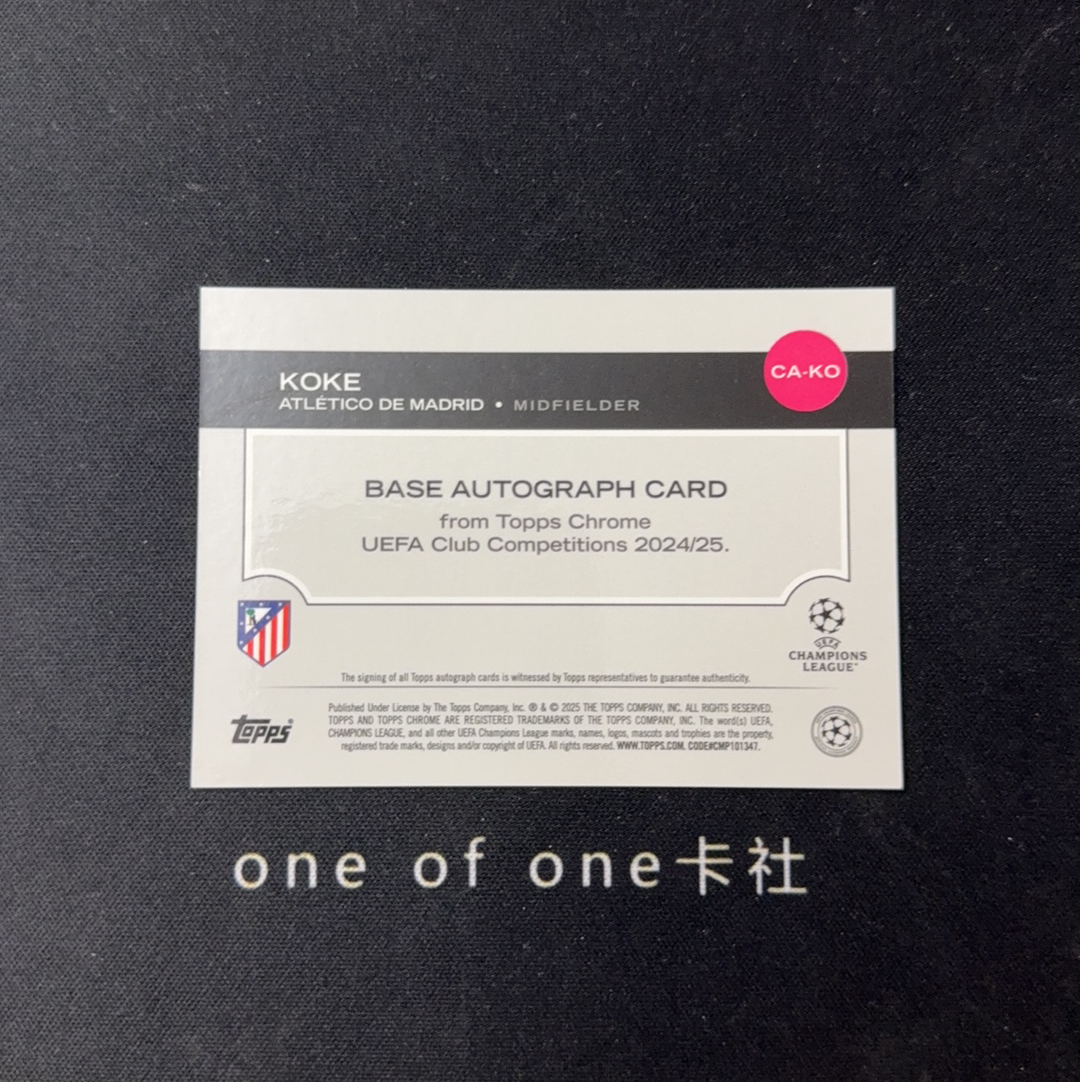 KOKE
CA-KO
ATLÉTICO DE MADRID • MIDFIELDER
BASE AUTOGRAPH CARD
from Topps Chrome
UEFA Club Competitions 2024/25.
UEFA
CHAMPIONS
LEAGUE™
The signing of all Topps autograph cards is witnessed by Topps representatives to guarantee authenticity.
Topps®
Published Under License by The Topps Company, Inc. ® & © 2025 THE TOPPS COMPANY, INC. ALL RIGHTS RESERVED.
TOPPS AND TOPPS CHROME ARE REGISTERED TRADEMARKS OF THE TOPPS COMPANY, INC. The word(s) UEFA,
CHAMPIONS LEAGUE, and all other UEFA Champions League marks, names, logos, mascots and trophies are the property,
registered trade marks, designs and/or copyright of UEFA. All rights reserved. WWW.TOPPS.COM. CODE#CMP101347.
one of one卡社